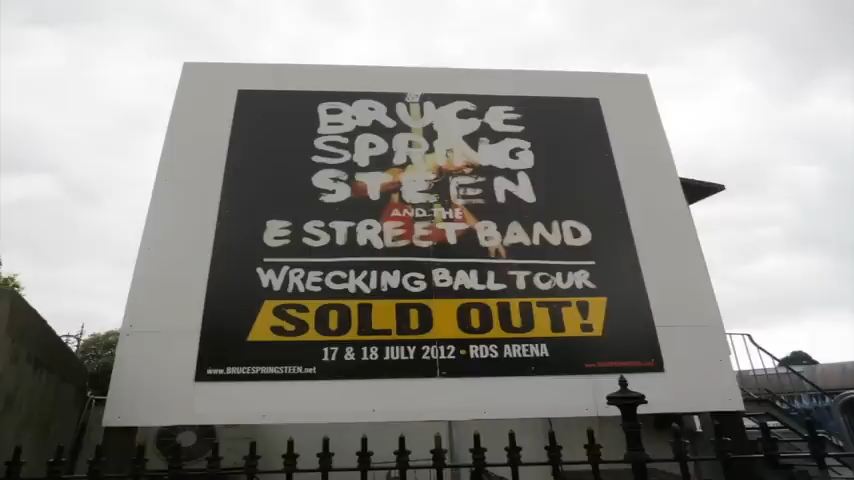 BRUCE
SPRING
STEEN
AND THE
E STREET BAND
WRECKING BALL TOUR
SOLD OUT!
17 & 18 JULY 2012 • RDS ARENA
www.BRUCESPRINGSTEEN.net